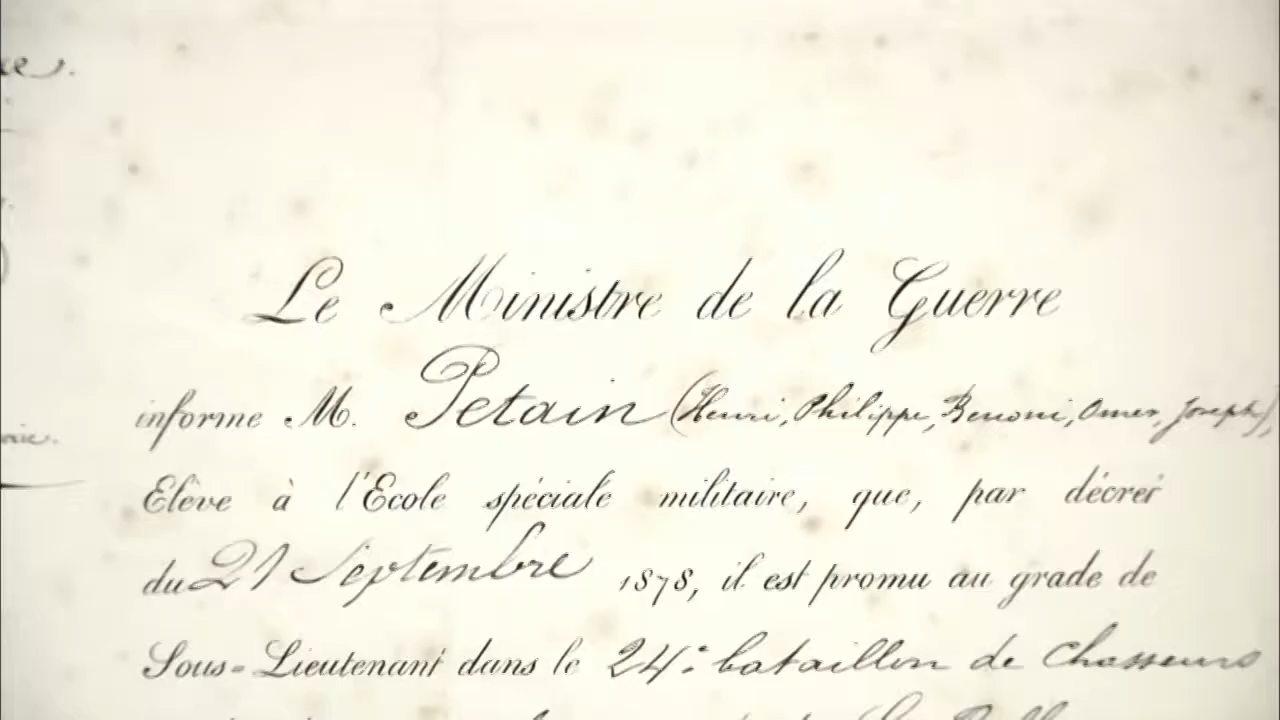 Le Ministre de la Guerre
informe M. Petain (Henri, Philippe, Benoni, Omer, Joseph),
Elève à l'Ecole spéciale militaire, que, par décret
du 21 Septembre 1878, il est promu au grade de
Sous-Lieutenant dans le 24e bataillon de Chasseurs